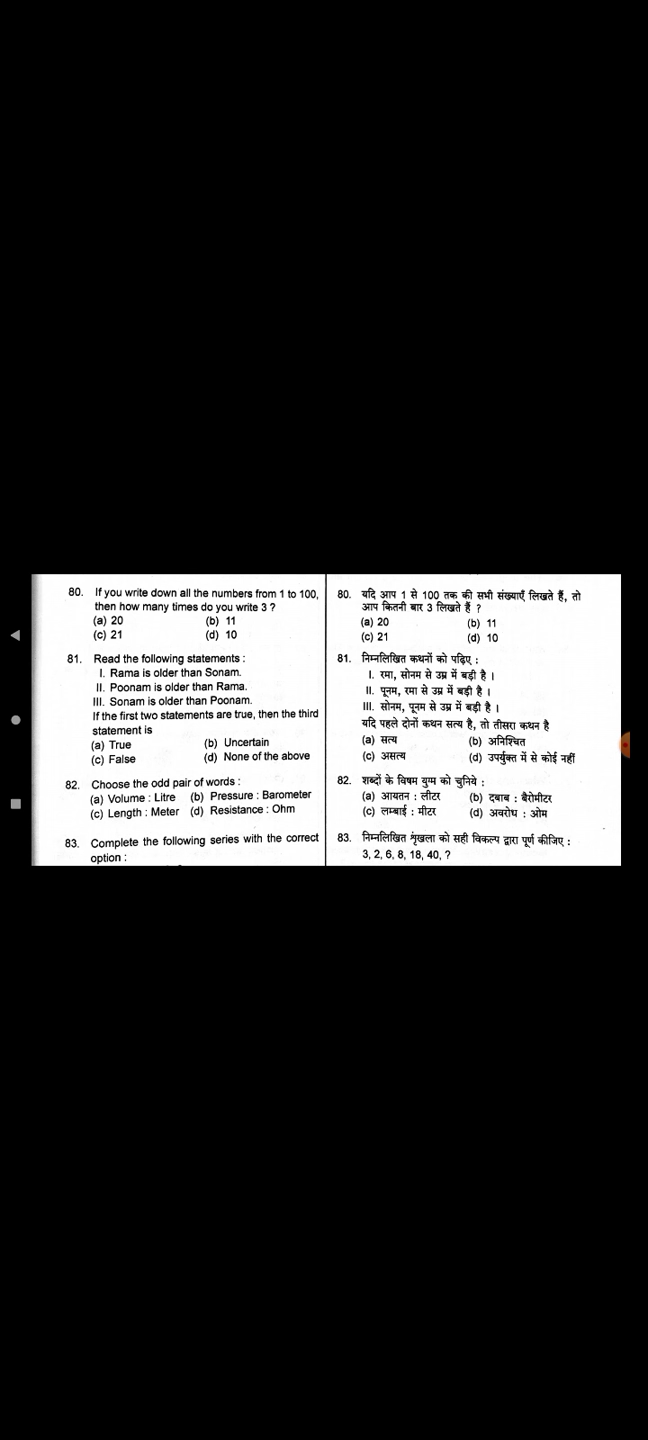 80. If you write down all the numbers from 1 to 100,
then how many times do you write 3 ?
(a) 20 (b) 11
(c) 21 (d) 10
81. Read the following statements :
I. Rama is older than Sonam.
II. Poonam is older than Rama.
III. Sonam is older than Poonam.
If the first two statements are true, then the third
statement is
(a) True (b) Uncertain
(c) False (d) None of the above
82. Choose the odd pair of words :
(a) Volume : Litre (b) Pressure : Barometer
(c) Length : Meter (d) Resistance : Ohm
83. Complete the following series with the correct
option :
80. यदि आप 1 से 100 तक की सभी संख्याएँ लिखते हैं, तो
आप कितनी बार 3 लिखते हैं ?
(a) 20 (b) 11
(c) 21 (d) 10
81. निम्नलिखित कथनों को पढ़िए :
I. रमा, सोनम से उम्र में बड़ी है ।
II. पूनम, रमा से उम्र में बड़ी है ।
III. सोनम, पूनम से उम्र में बड़ी है ।
यदि पहले दोनों कथन सत्य है, तो तीसरा कथन है
(a) सत्य (b) अनिश्चित
(c) असत्य (d) उपर्युक्त में से कोई नहीं
82. शब्दों के विषम युग्म को चुनिये :
(a) आयतन : लीटर (b) दबाब : बैरोमीटर
(c) लम्बाई : मीटर (d) अवरोध : ओम
83. निम्नलिखित शृंखला को सही विकल्प द्वारा पूर्ण कीजिए :
3, 2, 6, 8, 18, 40, ?